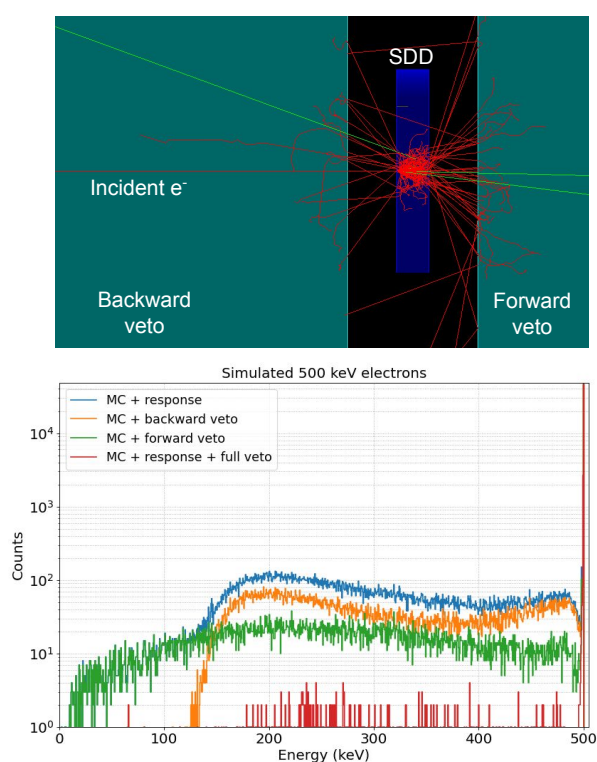 SDD
Incident e⁻
Backward
veto
Forward
veto
Simulated 500 keV electrons
MC + response
MC + backward veto
MC + forward veto
MC + response + full veto
Counts
10⁴
10³
10²
10¹
10⁰
0 100 200 300 400 500
Energy (keV)